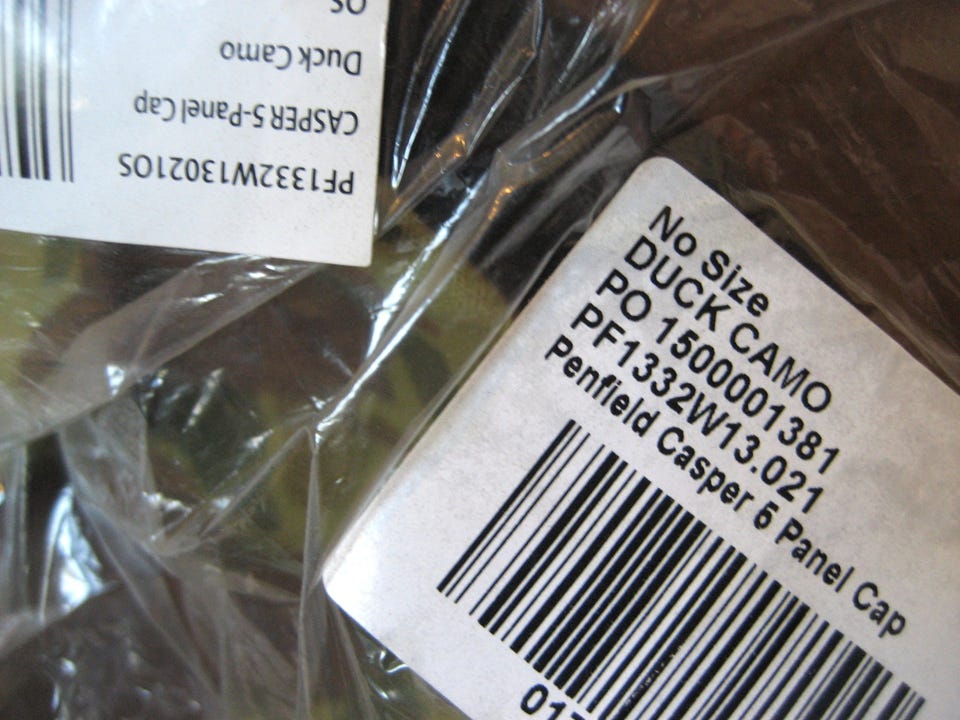 PF1332W13021OS
CASPER 5-Panel Cap
Duck Camo
OS
No Size
DUCK CAMO
PO 1500001381
PF1332W13.021
Penfield Casper 5 Panel Cap
017